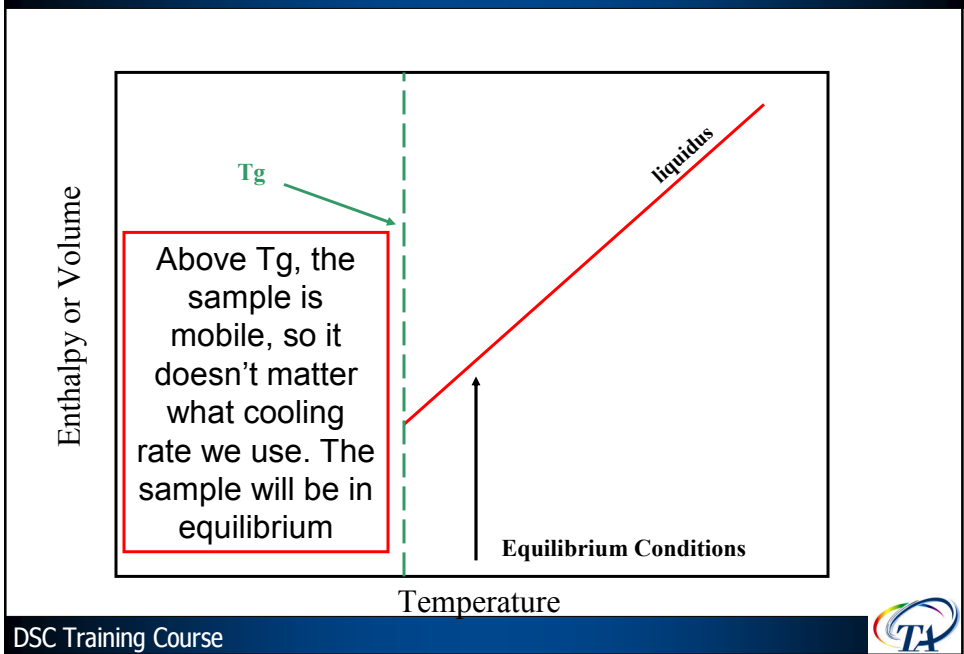 Enthalpy or Volume
Tg
liquidus
Above Tg, the
sample is
mobile, so it
doesn’t matter
what cooling
rate we use. The
sample will be in
equilibrium
Equilibrium Conditions
Temperature
DSC Training Course
TA